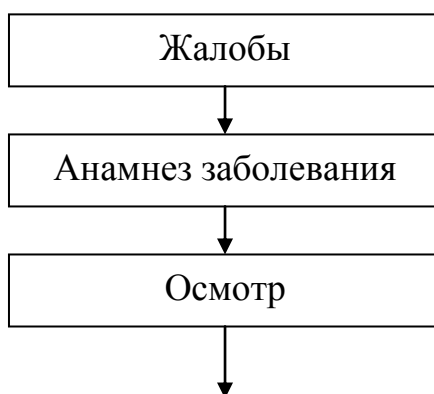 Жалобы
Анамнез заболевания
Осмотр